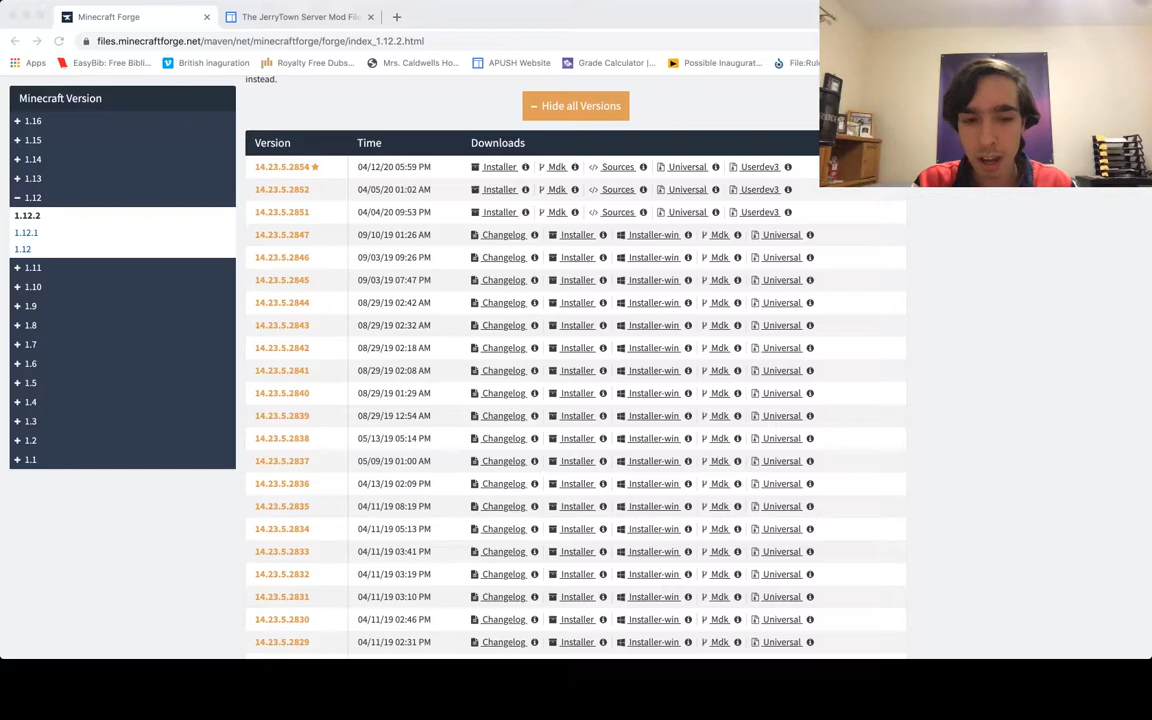 Minecraft Forge
The JerryTown Server Mod File
files.minecraftforge.net/maven/net/minecraftforge/forge/index_1.12.2.html
Apps EasyBib: Free Bibli... British inaguration Royalty Free Dubs... Mrs. Caldwells Ho... APUSH Website Grade Calculator |... Possible Inaugurat... File:Rule
instead.
Minecraft Version
+ 1.16
+ 1.15
+ 1.14
+ 1.13
− 1.12
1.12.2
1.12.1
1.12
+ 1.11
+ 1.10
+ 1.9
+ 1.8
+ 1.7
+ 1.6
+ 1.5
+ 1.4
+ 1.3
+ 1.2
+ 1.1
− Hide all Versions
Version Time Downloads
14.23.5.2854 04/12/20 05:59 PM Installer Mdk Sources Universal Userdev3
14.23.5.2852 04/05/20 01:02 AM Installer Mdk Sources Universal Userdev3
14.23.5.2851 04/04/20 09:53 PM Installer Mdk Sources Universal Userdev3
14.23.5.2847 09/10/19 01:26 AM Changelog Installer Installer-win Mdk Universal
14.23.5.2846 09/03/19 09:26 PM Changelog Installer Installer-win Mdk Universal
14.23.5.2845 09/03/19 07:47 PM Changelog Installer Installer-win Mdk Universal
14.23.5.2844 08/29/19 02:42 AM Changelog Installer Installer-win Mdk Universal
14.23.5.2843 08/29/19 02:32 AM Changelog Installer Installer-win Mdk Universal
14.23.5.2842 08/29/19 02:18 AM Changelog Installer Installer-win Mdk Universal
14.23.5.2841 08/29/19 02:08 AM Changelog Installer Installer-win Mdk Universal
14.23.5.2840 08/29/19 01:29 AM Changelog Installer Installer-win Mdk Universal
14.23.5.2839 08/29/19 12:54 AM Changelog Installer Installer-win Mdk Universal
14.23.5.2838 05/13/19 05:14 PM Changelog Installer Installer-win Mdk Universal
14.23.5.2837 05/09/19 01:00 AM Changelog Installer Installer-win Mdk Universal
14.23.5.2836 04/13/19 02:09 PM Changelog Installer Installer-win Mdk Universal
14.23.5.2835 04/11/19 08:19 PM Changelog Installer Installer-win Mdk Universal
14.23.5.2834 04/11/19 05:13 PM Changelog Installer Installer-win Mdk Universal
14.23.5.2833 04/11/19 03:41 PM Changelog Installer Installer-win Mdk Universal
14.23.5.2832 04/11/19 03:19 PM Changelog Installer Installer-win Mdk Universal
14.23.5.2831 04/11/19 03:10 PM Changelog Installer Installer-win Mdk Universal
14.23.5.2830 04/11/19 02:46 PM Changelog Installer Installer-win Mdk Universal
14.23.5.2829 04/11/19 02:31 PM Changelog Installer Installer-win Mdk Universal